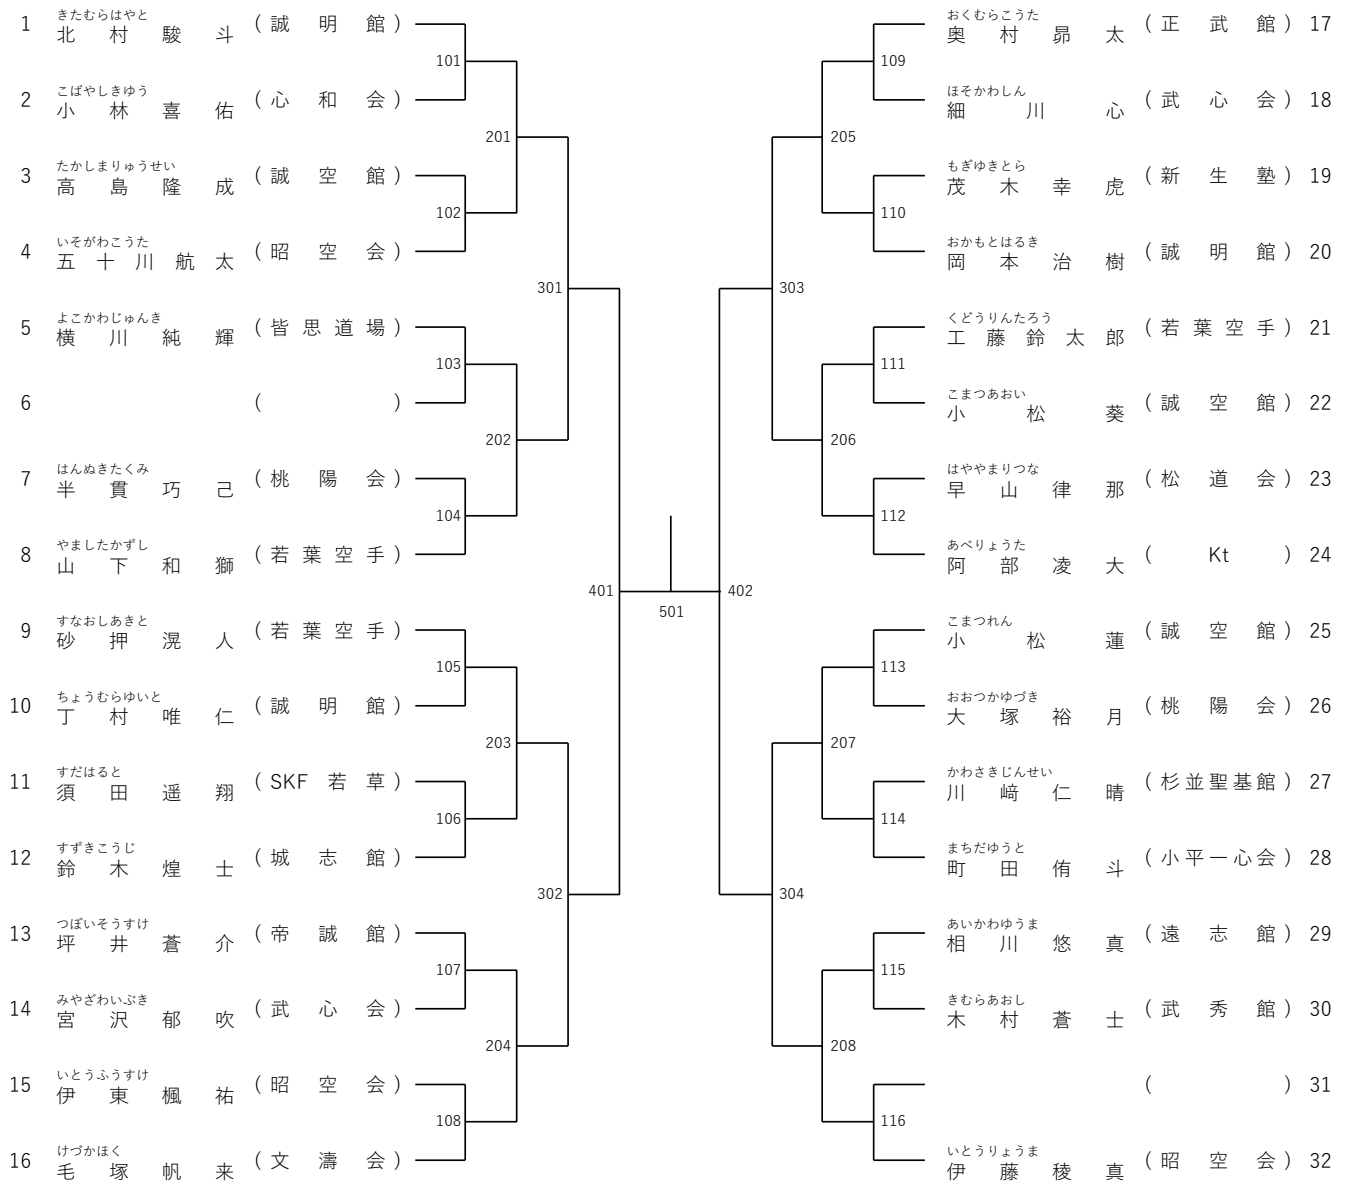 1 きたむらはやと 北村駿斗 (誠明館)
101
2 こばやしきゆう 小林喜佑 (心和会)
201
3 たかしまりゅうせい 高島隆成 (誠空館)
102
4 いそがわこうた 五十川航太 (昭空会)
301
5 よこかわじゅんき 横川純輝 (皆思道場)
103
6 ( )
202
7 はんぬきたくみ 半貫巧己 (桃陽会)
104
8 やましたかずし 山下和獅 (若葉空手)
401
9 すなおしあきと 砂押滉人 (若葉空手)
105
10 ちょうむらゆいと 丁村唯仁 (誠明館)
203
11 すだはると 須田遥翔 (SKF若草)
106
12 すずきこうじ 鈴木煌士 (城志館)
302
13 つぼいそうすけ 坪井蒼介 (帝誠館)
107
14 みやざわいぶき 宮沢郁吹 (武心会)
204
15 いとうふうすけ 伊東楓祐 (昭空会)
108
16 けづかほく 毛塚帆来 (文濤会)
501
おくむらこうた 奥村昴太 (正武館) 17
109
ほそかわしん 細川心 (武心会) 18
205
もぎゆきとら 茂木幸虎 (新生塾) 19
110
おかもとはるき 岡本治樹 (誠明館) 20
303
くどうりんたろう 工藤鈴太郎 (若葉空手) 21
111
こまつあおい 小松葵 (誠空館) 22
206
はややまりつな 早山律那 (松道会) 23
112
あべりょうた 阿部凌大 (Kt) 24
402
こまつれん 小松蓮 (誠空館) 25
113
おおつかゆづき 大塚裕月 (桃陽会) 26
207
かわさきじんせい 川﨑仁晴 (杉並聖基館) 27
114
まちだゆうと 町田侑斗 (小平一心会) 28
304
あいかわゆうま 相川悠真 (遠志館) 29
115
きむらあおし 木村蒼士 (武秀館) 30
208
( ) 31
116
いとうりょうま 伊藤稜真 (昭空会) 32